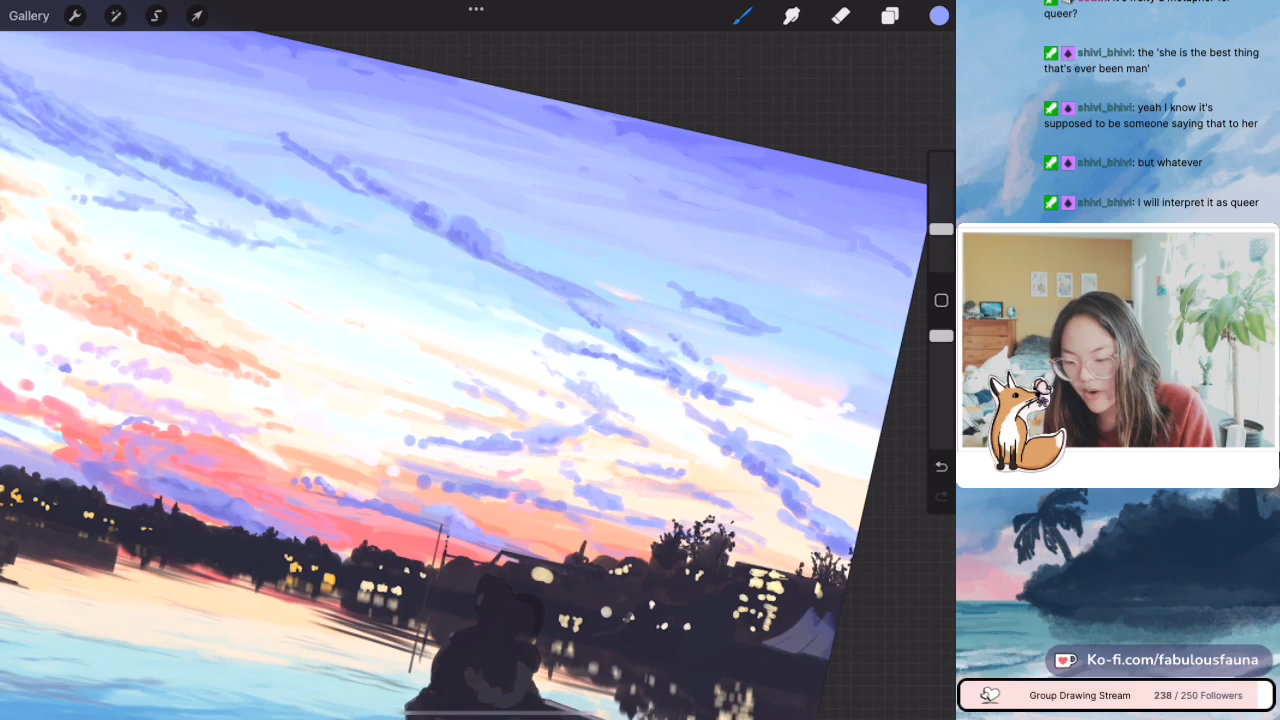 Gallery
queer?
shivi_bhivi: the 'she is the best thing
that's ever been man'
shivi_bhivi: yeah I know it's
supposed to be someone saying that to her
shivi_bhivi: but whatever
shivi_bhivi: I will interpret it as queer
Ko-fi.com/fabulousfauna
Group Drawing Stream 238 / 250 Followers